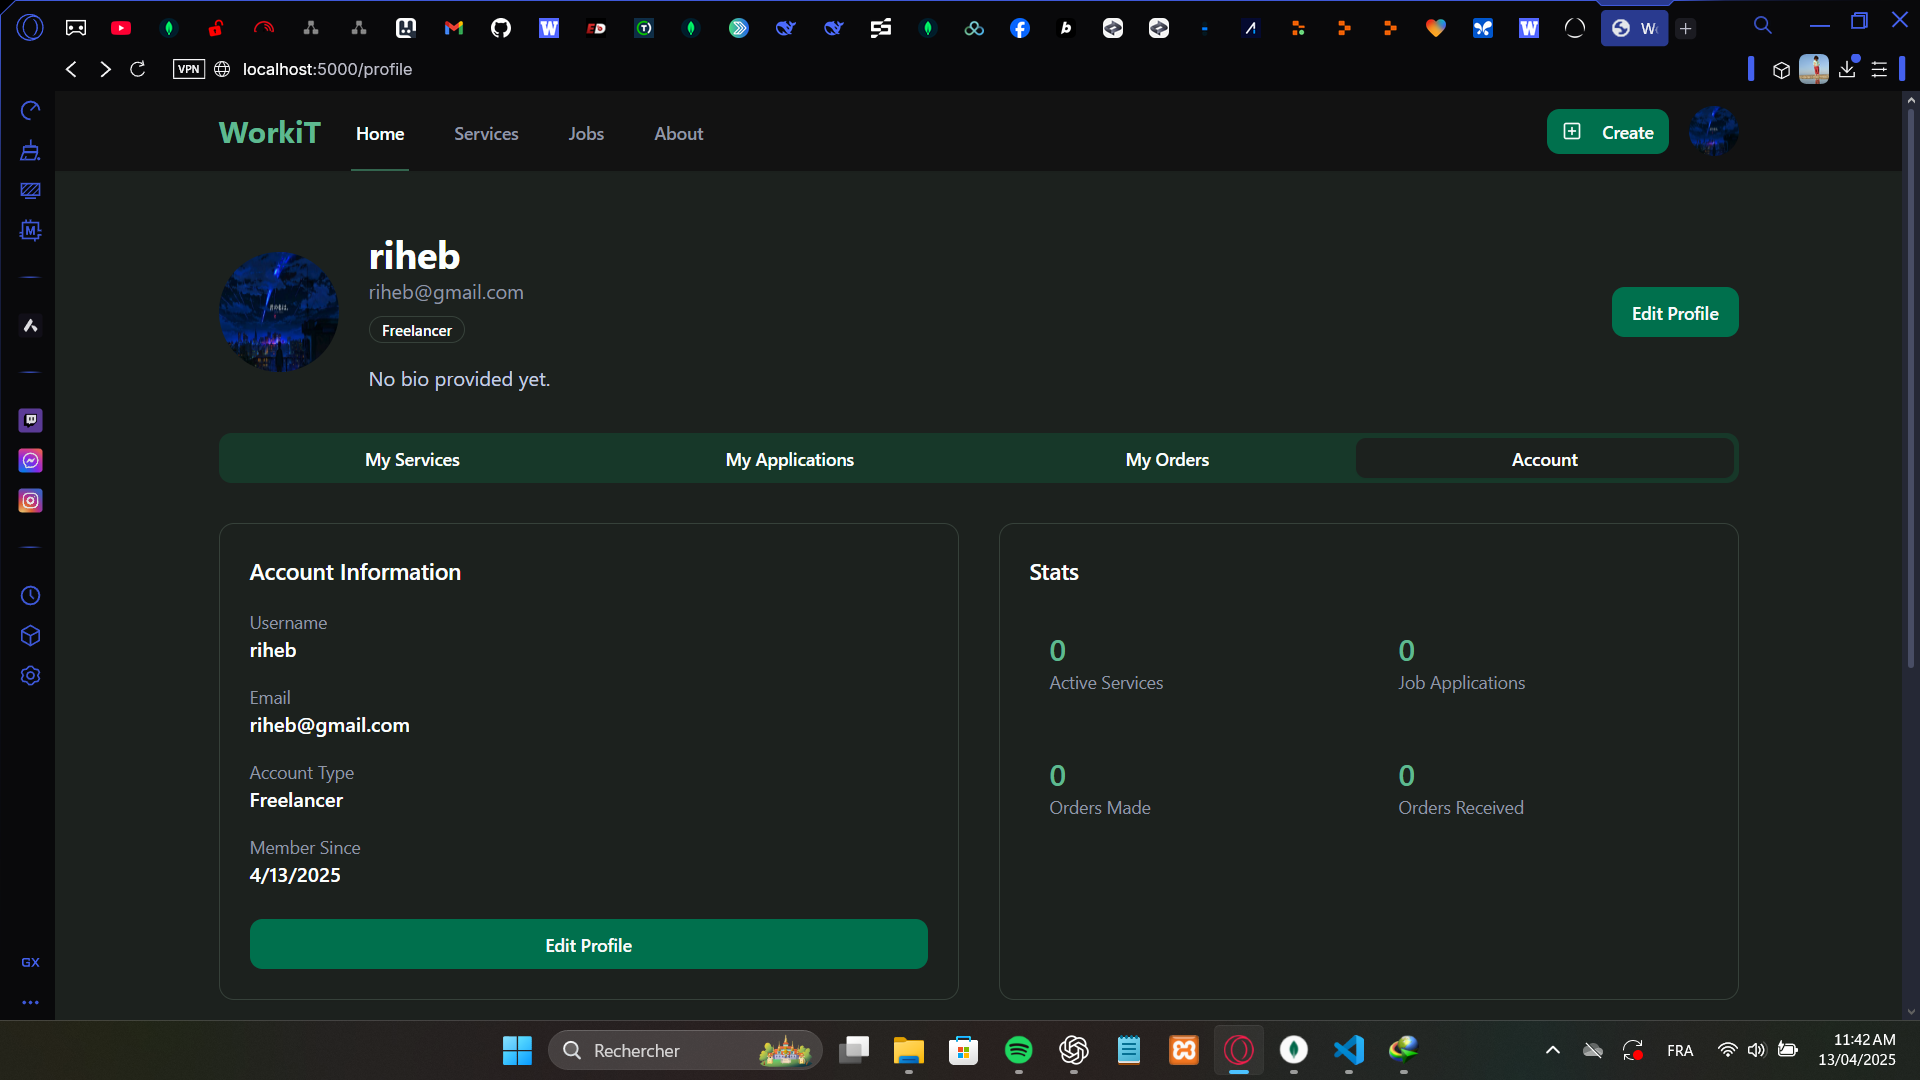 W
VPN localhost:5000/profile
WorkiT Home Services Jobs About Create
riheb
riheb@gmail.com
Freelancer
Edit Profile
No bio provided yet.
My Services My Applications My Orders Account
Account Information
Username
riheb
Email
riheb@gmail.com
Account Type
Freelancer
Member Since
4/13/2025
Edit Profile
Stats
0
Active Services
0
Job Applications
0
Orders Made
0
Orders Received
GX
Rechercher
FRA
11:42 AM
13/04/2025